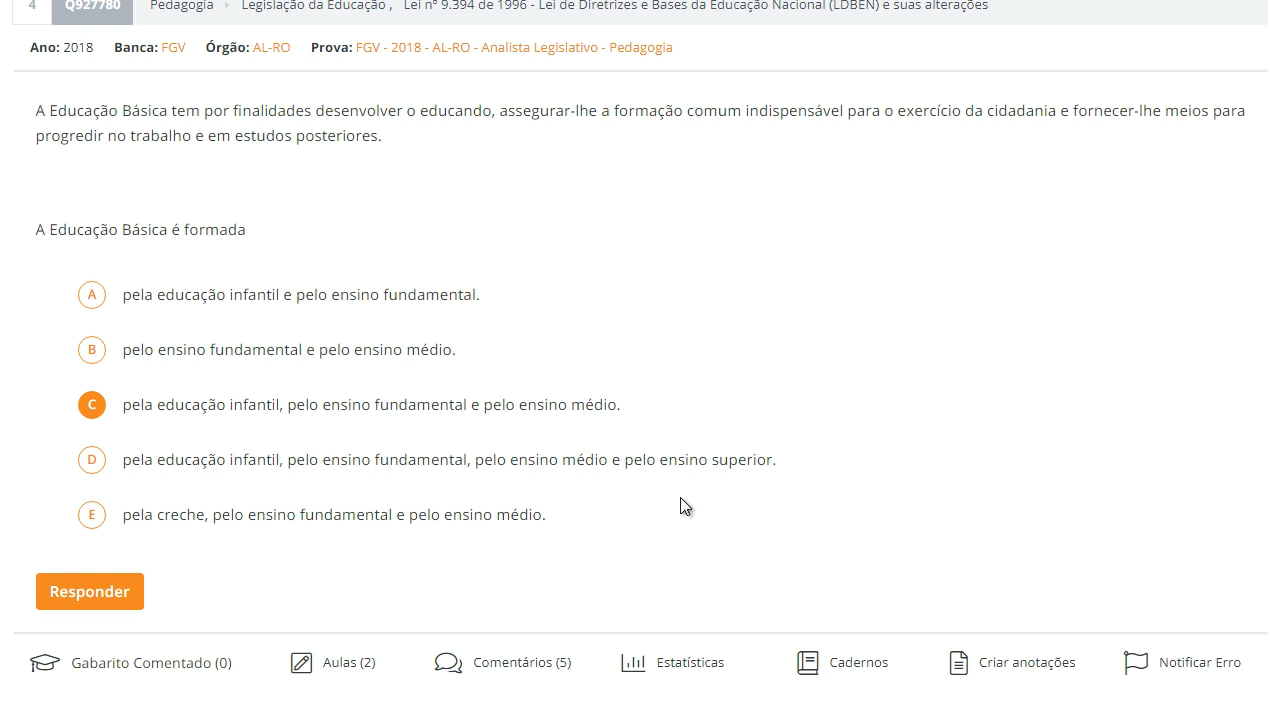 4 Q927780 Pedagogia Legislação da Educação , Lei nº 9.394 de 1996 - Lei de Diretrizes e Bases da Educação Nacional (LDBEN) e suas alterações
Ano: 2018 Banca: FGV Órgão: AL-RO Prova: FGV - 2018 - AL-RO - Analista Legislativo - Pedagogia
A Educação Básica tem por finalidades desenvolver o educando, assegurar-lhe a formação comum indispensável para o exercício da cidadania e fornecer-lhe meios para
progredir no trabalho e em estudos posteriores.
A Educação Básica é formada
A pela educação infantil e pelo ensino fundamental.
B pelo ensino fundamental e pelo ensino médio.
C pela educação infantil, pelo ensino fundamental e pelo ensino médio.
D pela educação infantil, pelo ensino fundamental, pelo ensino médio e pelo ensino superior.
E pela creche, pelo ensino fundamental e pelo ensino médio.
Responder
Gabarito Comentado (0) Aulas (2) Comentários (5) Estatísticas Cadernos Criar anotações Notificar Erro